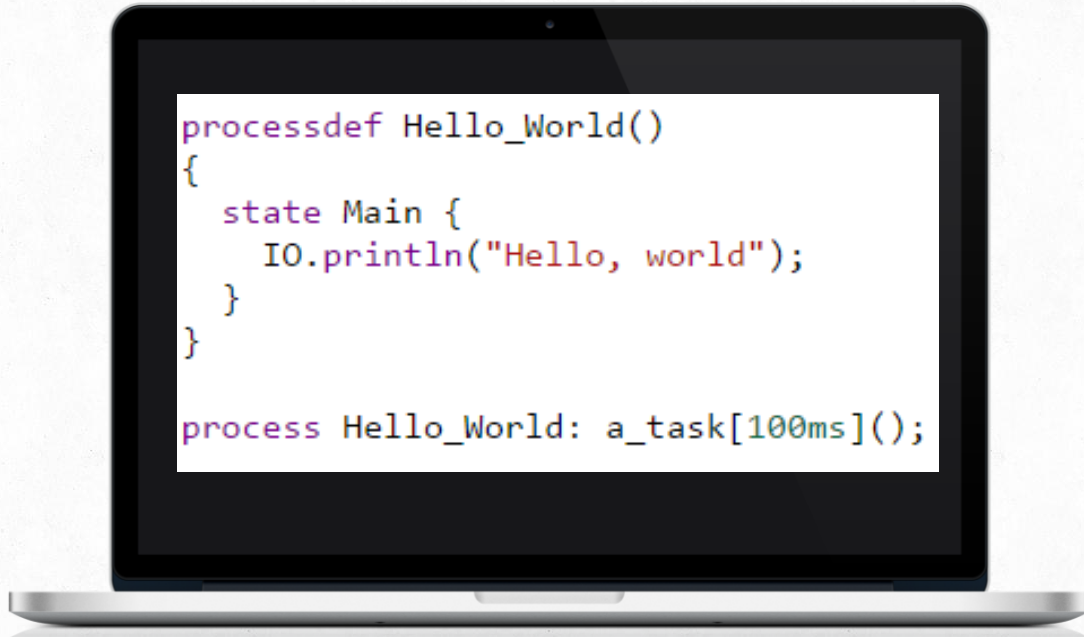 processdef Hello_World()
{
  state Main {
    IO.println("Hello, world");
  }
}

process Hello_World: a_task[100ms]();